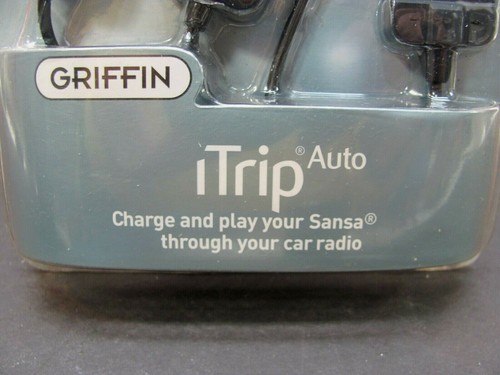 GRIFFIN
iTrip® Auto
Charge and play your Sansa®
through your car radio